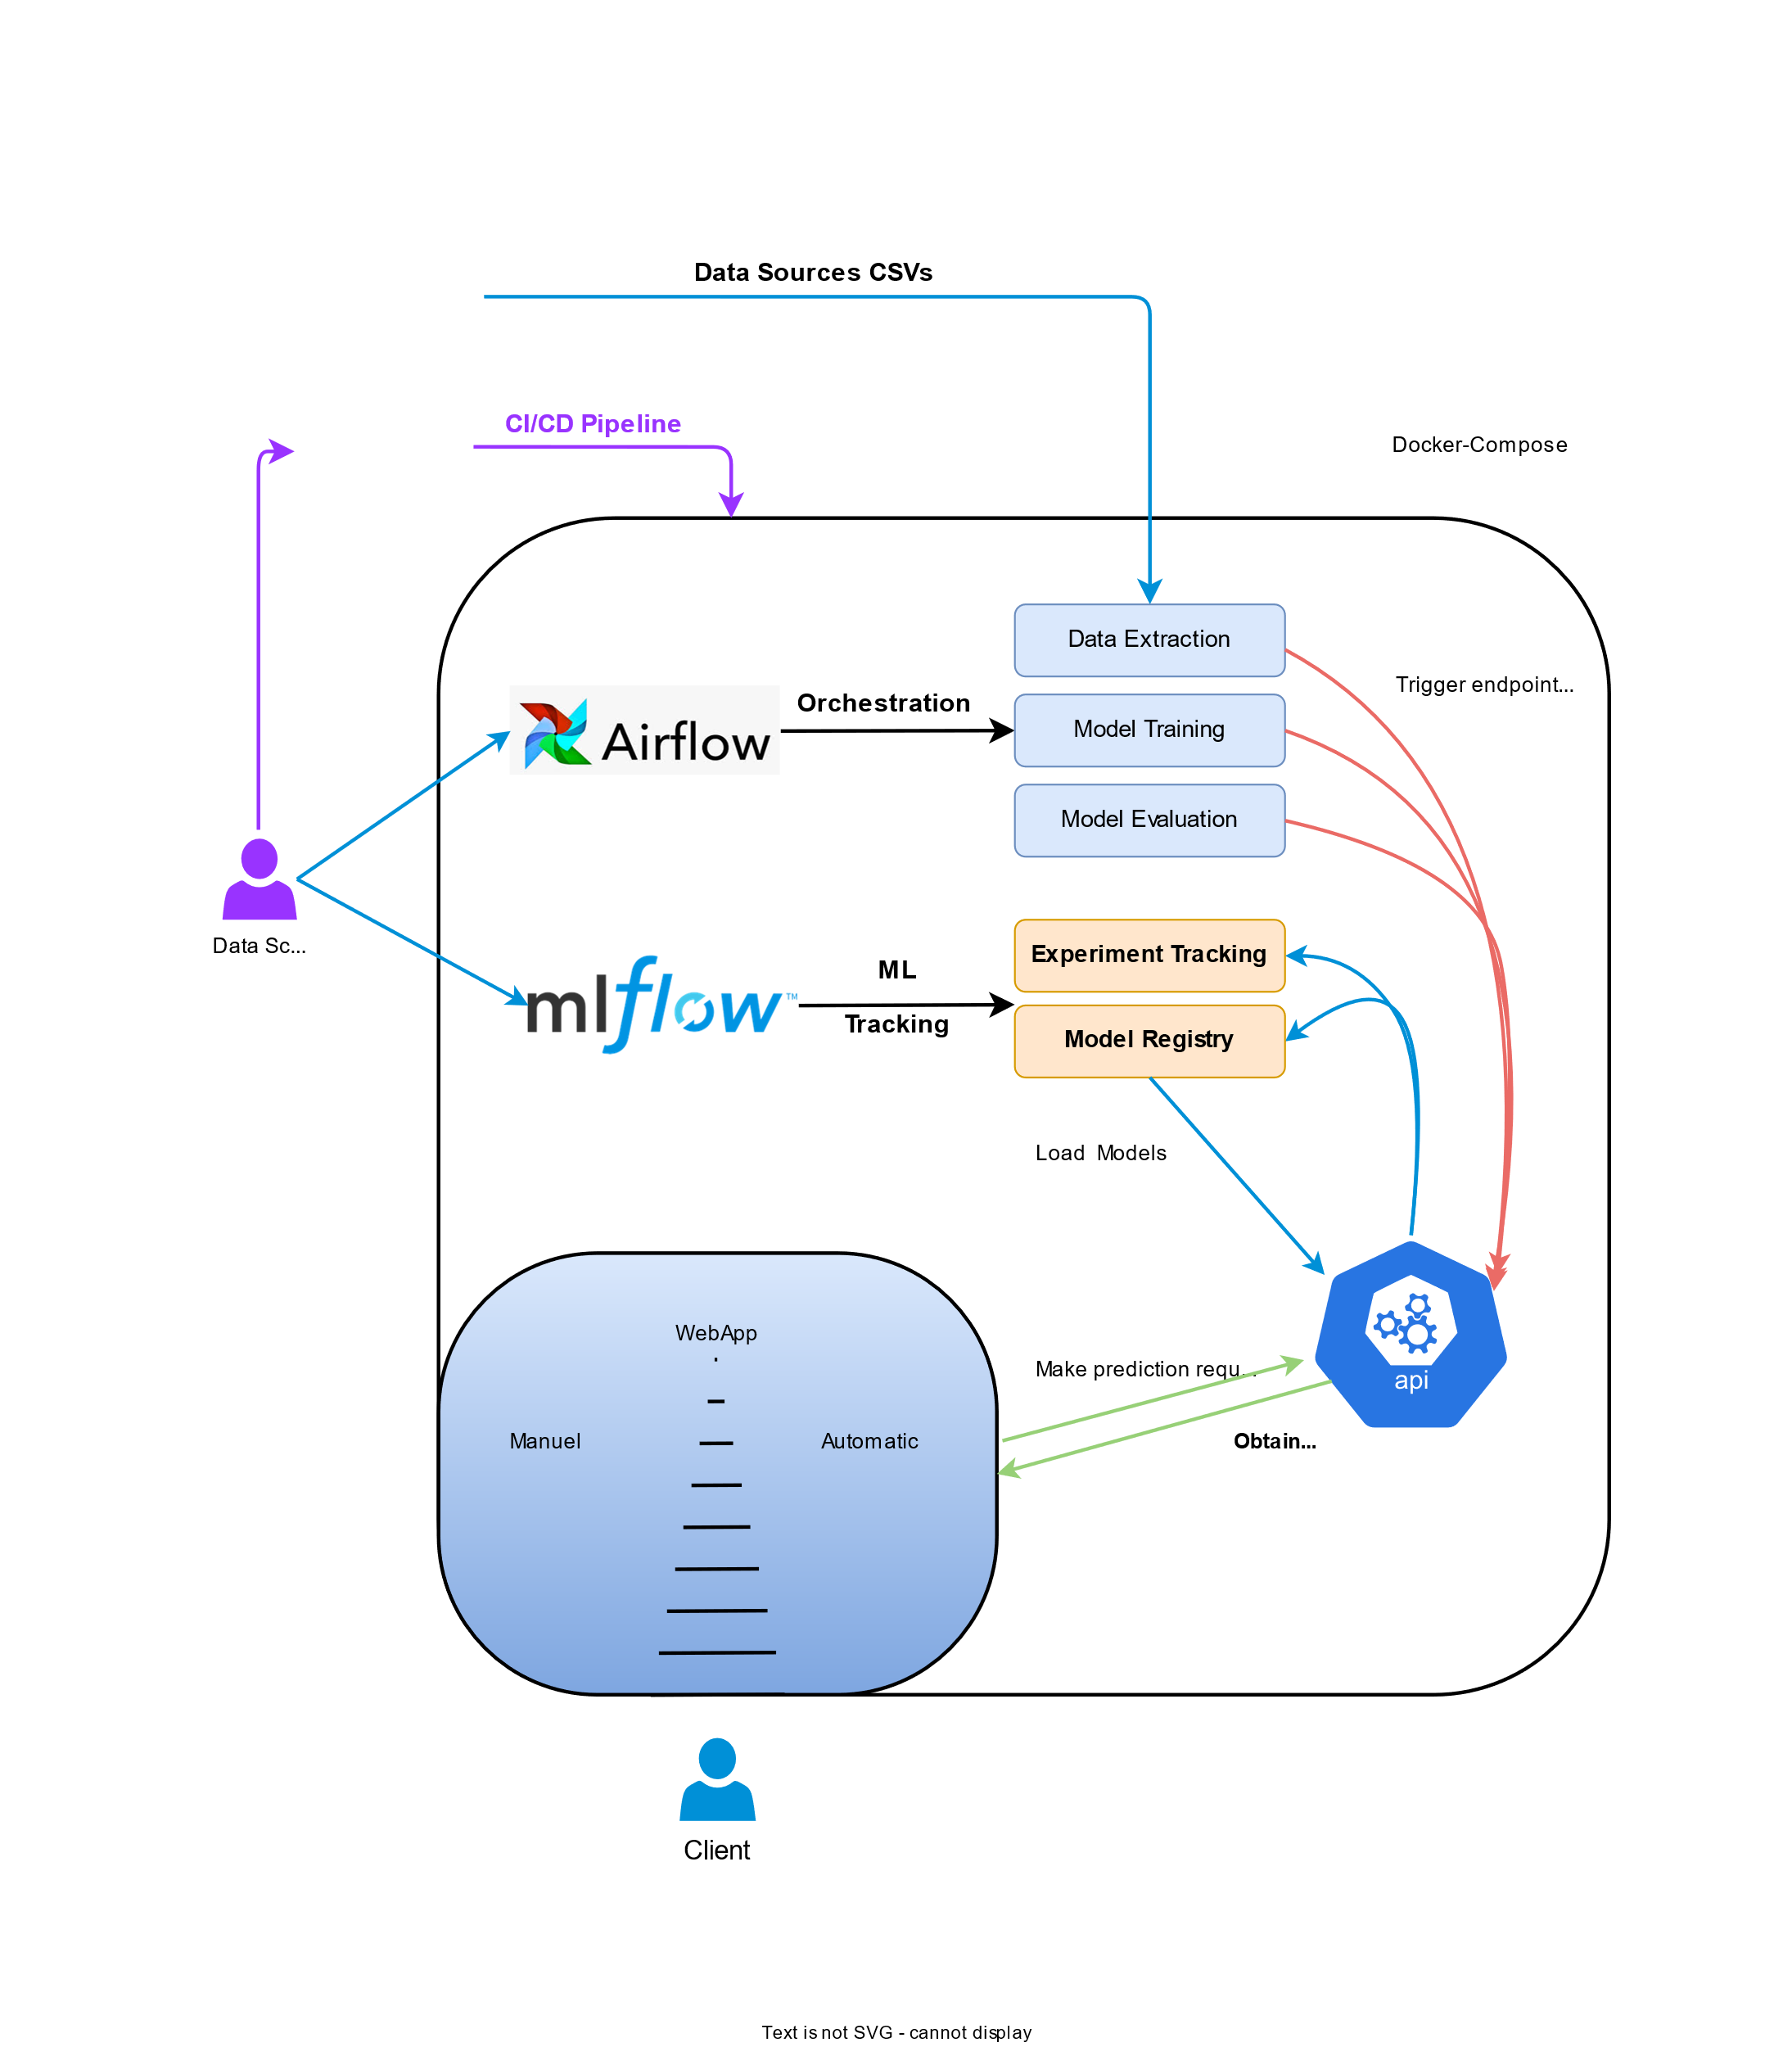 Data Sources CSVs
CI/CD Pipeline
Docker-Compose
Data Extraction
Trigger endpoint...
Orchestration
Airflow
Model Training
Model Evaluation
Data Sc...
Experiment Tracking
ML
mlflow™
Tracking
Model Registry
Load Models
WebApp
Make prediction requ...
api
Manuel
Automatic
Obtain...
Client
Text is not SVG - cannot display